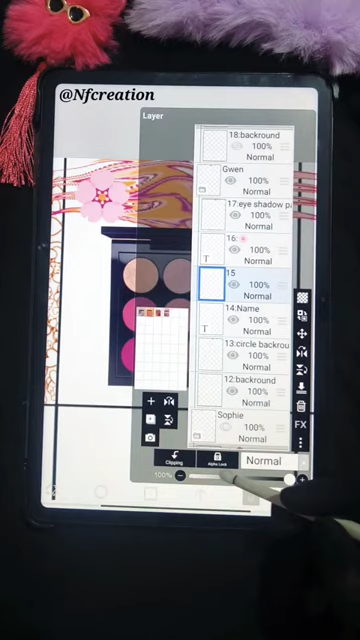 @Nfcreation
Layer
18:backround
100%
Normal
Gwen
100%
Normal
17:eye shadow pa
100%
Normal
16:🌸
100%
T
Normal
15
100%
Normal
14:Name
100%
T
Normal
13:circle backrou
100%
Normal
12:backround
100%
Normal
Sophie
100%
Normal
FX
Clipping
Alpha Lock
Normal
100%